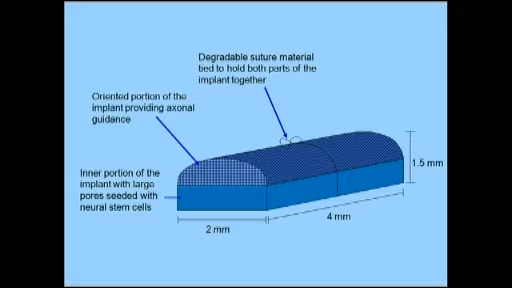 Degradable suture material
tied to hold both parts of the
implant together
Oriented portion of the
implant providing axonal
guidance
Inner portion of the
implant with large
pores seeded with
neural stem cells
1.5 mm
4 mm
2 mm